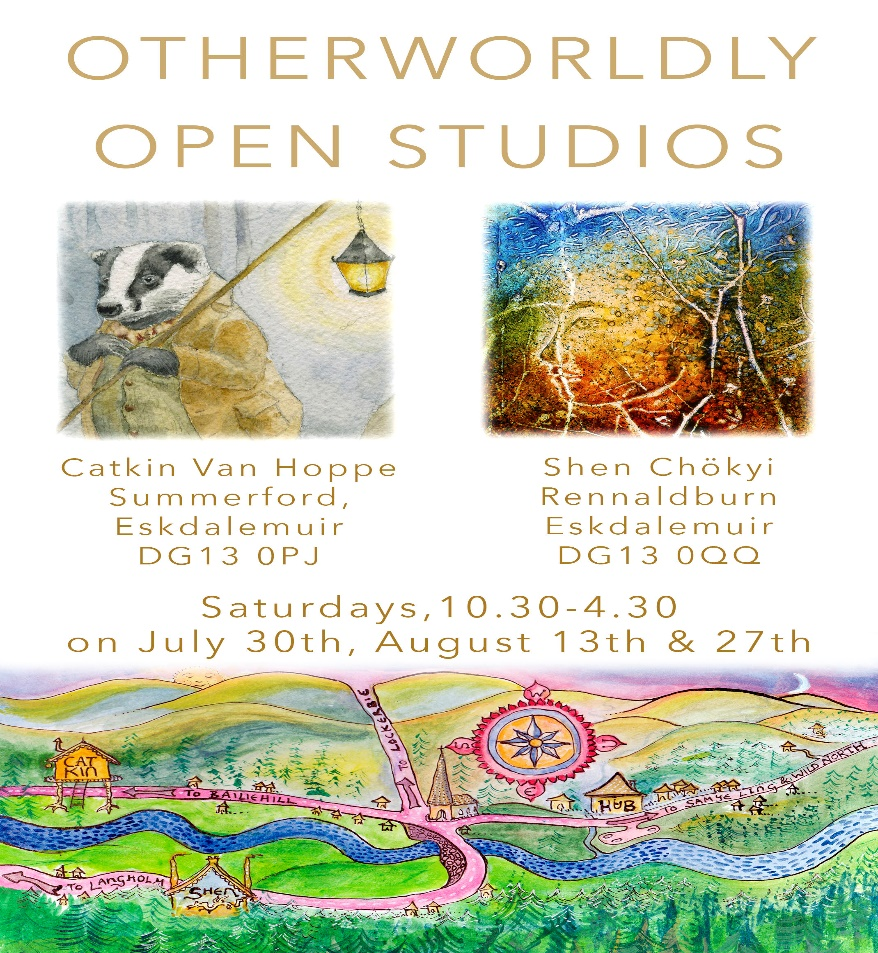 OTHERWORLDLY
OPEN STUDIOS
Catkin Van Hoppe
Summerford,
Eskdalemuir
DG13 0PJ
Shen Chökyi
Rennaldburn
Eskdalemuir
DG13 0QQ
Saturdays,10.30-4.30
on July 30th, August 13th & 27th
TO LOCKERBIE
W
S
N
E
CAT
KIN
HUB
TO BAILIEHILL
TO SAMYE LING & WILD NORTH
TO LANGHOLM
SHEN